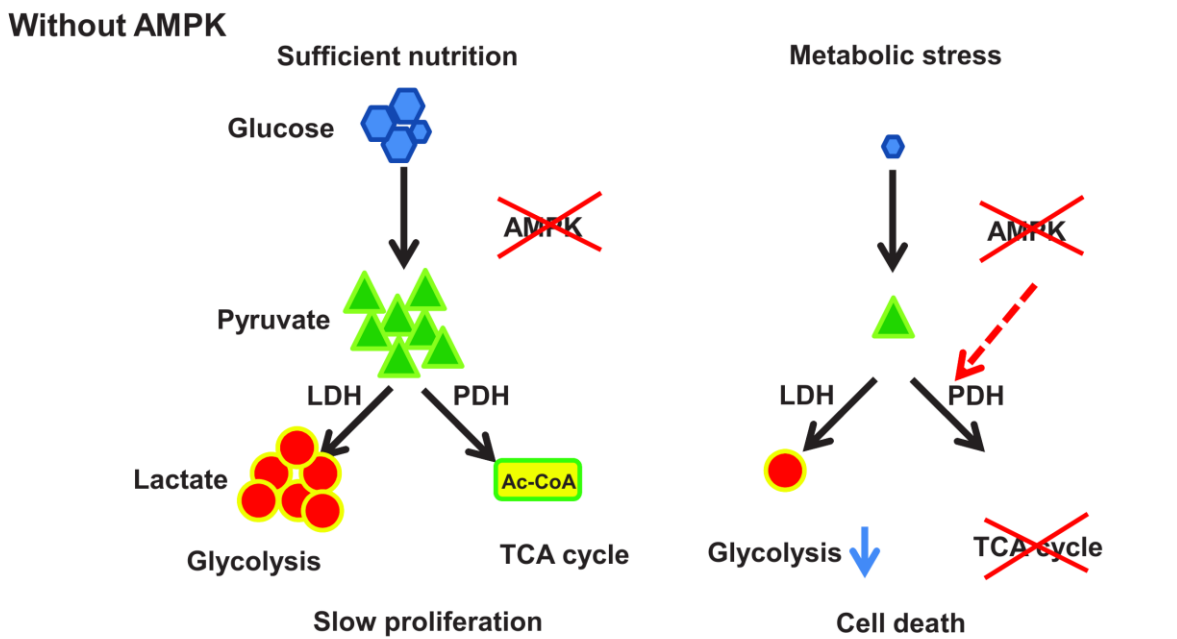 Without AMPK
Sufficient nutrition
Metabolic stress
Glucose
AMPK
AMPK
Pyruvate
LDH
PDH
LDH
PDH
Lactate
Ac-CoA
Glycolysis
TCA cycle
Glycolysis
TCA cycle
Slow proliferation
Cell death